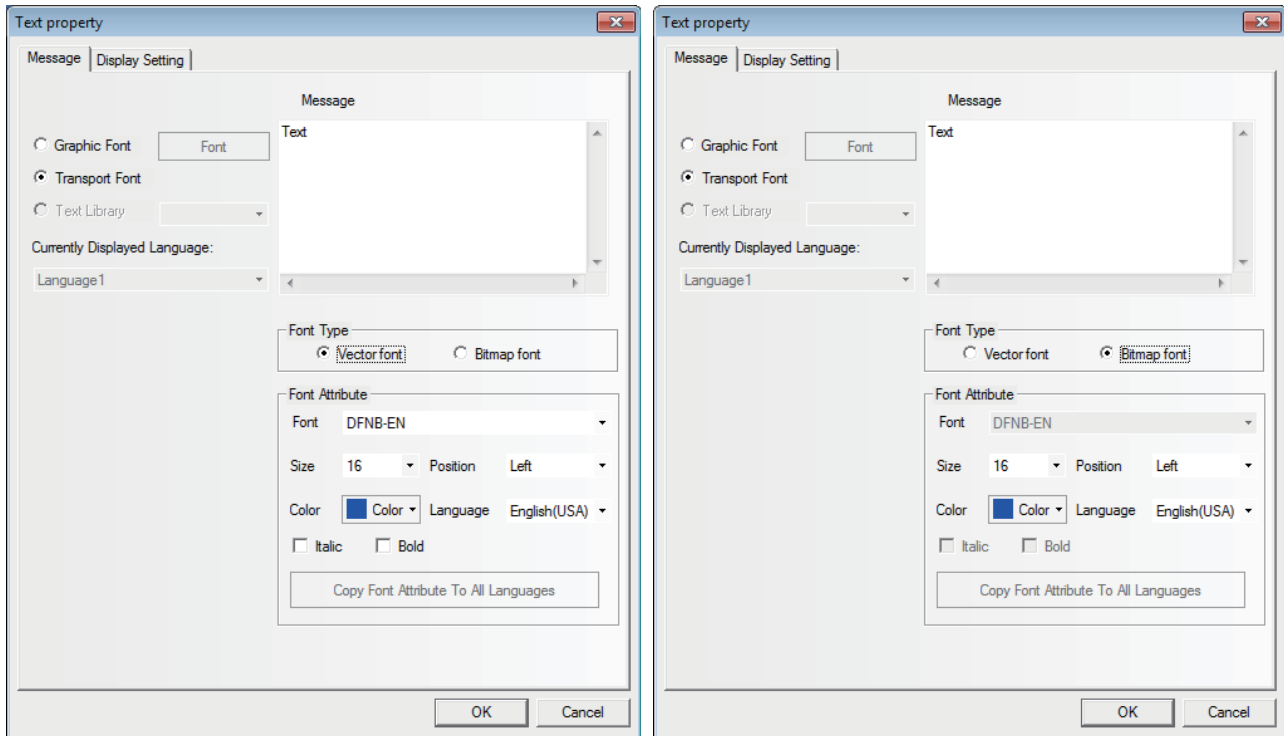 Text property
Message Display Setting
Message
Graphic Font Font
Text
Transport Font
Text Library
Currently Displayed Language:
Language1
Font Type
Vector font Bitmap font
Font Attribute
Font DFNB-EN
Size 16 Position Left
Color Color Language English(USA)
Italic Bold
Copy Font Attribute To All Languages
OK Cancel
Text property
Message Display Setting
Message
Graphic Font Font
Text
Transport Font
Text Library
Currently Displayed Language:
Language1
Font Type
Vector font Bitmap font
Font Attribute
Font DFNB-EN
Size 16 Position Left
Color Color Language English(USA)
Italic Bold
Copy Font Attribute To All Languages
OK Cancel